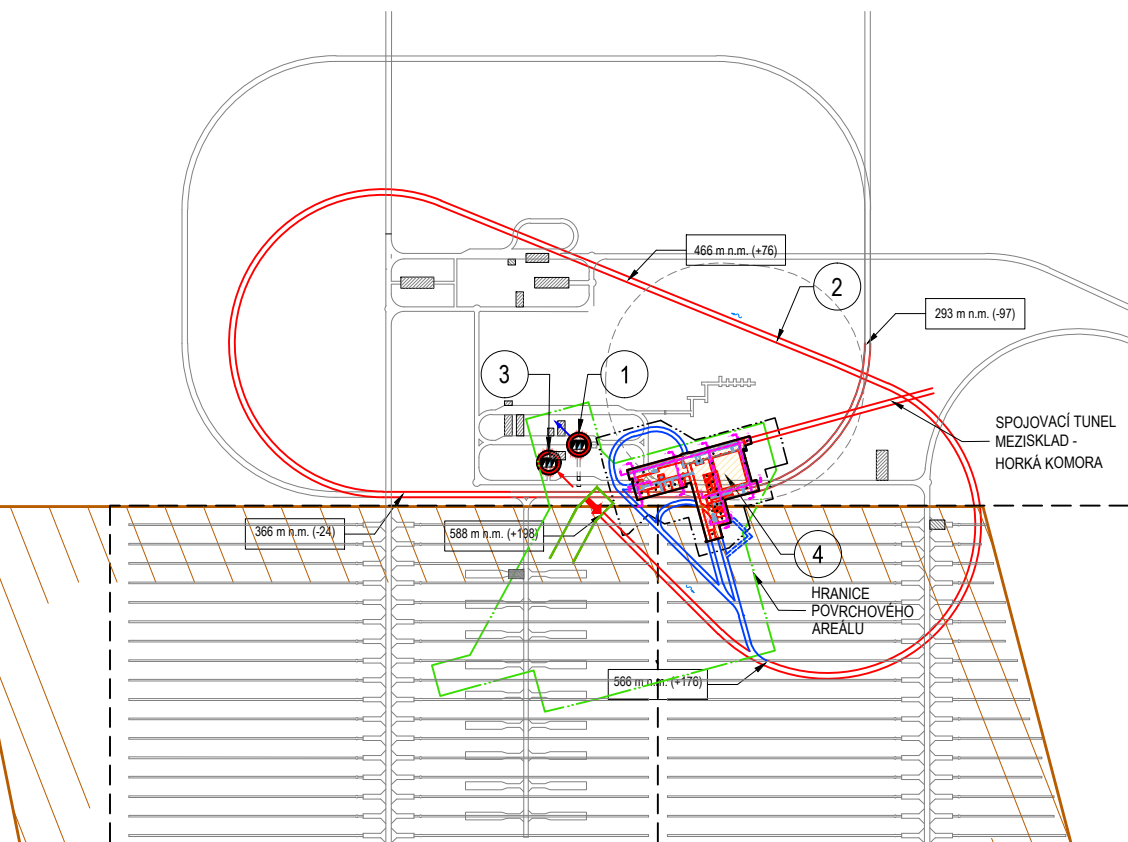 466 m n.m. (+76)
2
293 m n.m. (-97)
3
1
SPOJOVACÍ TUNEL
MEZISKLAD -
HORKÁ KOMORA
366 m n.m. (-24)
588 m n.m. (+198)
4
HRANICE
POVRCHOVÉHO
AREÁLU
566 m n.m. (+176)